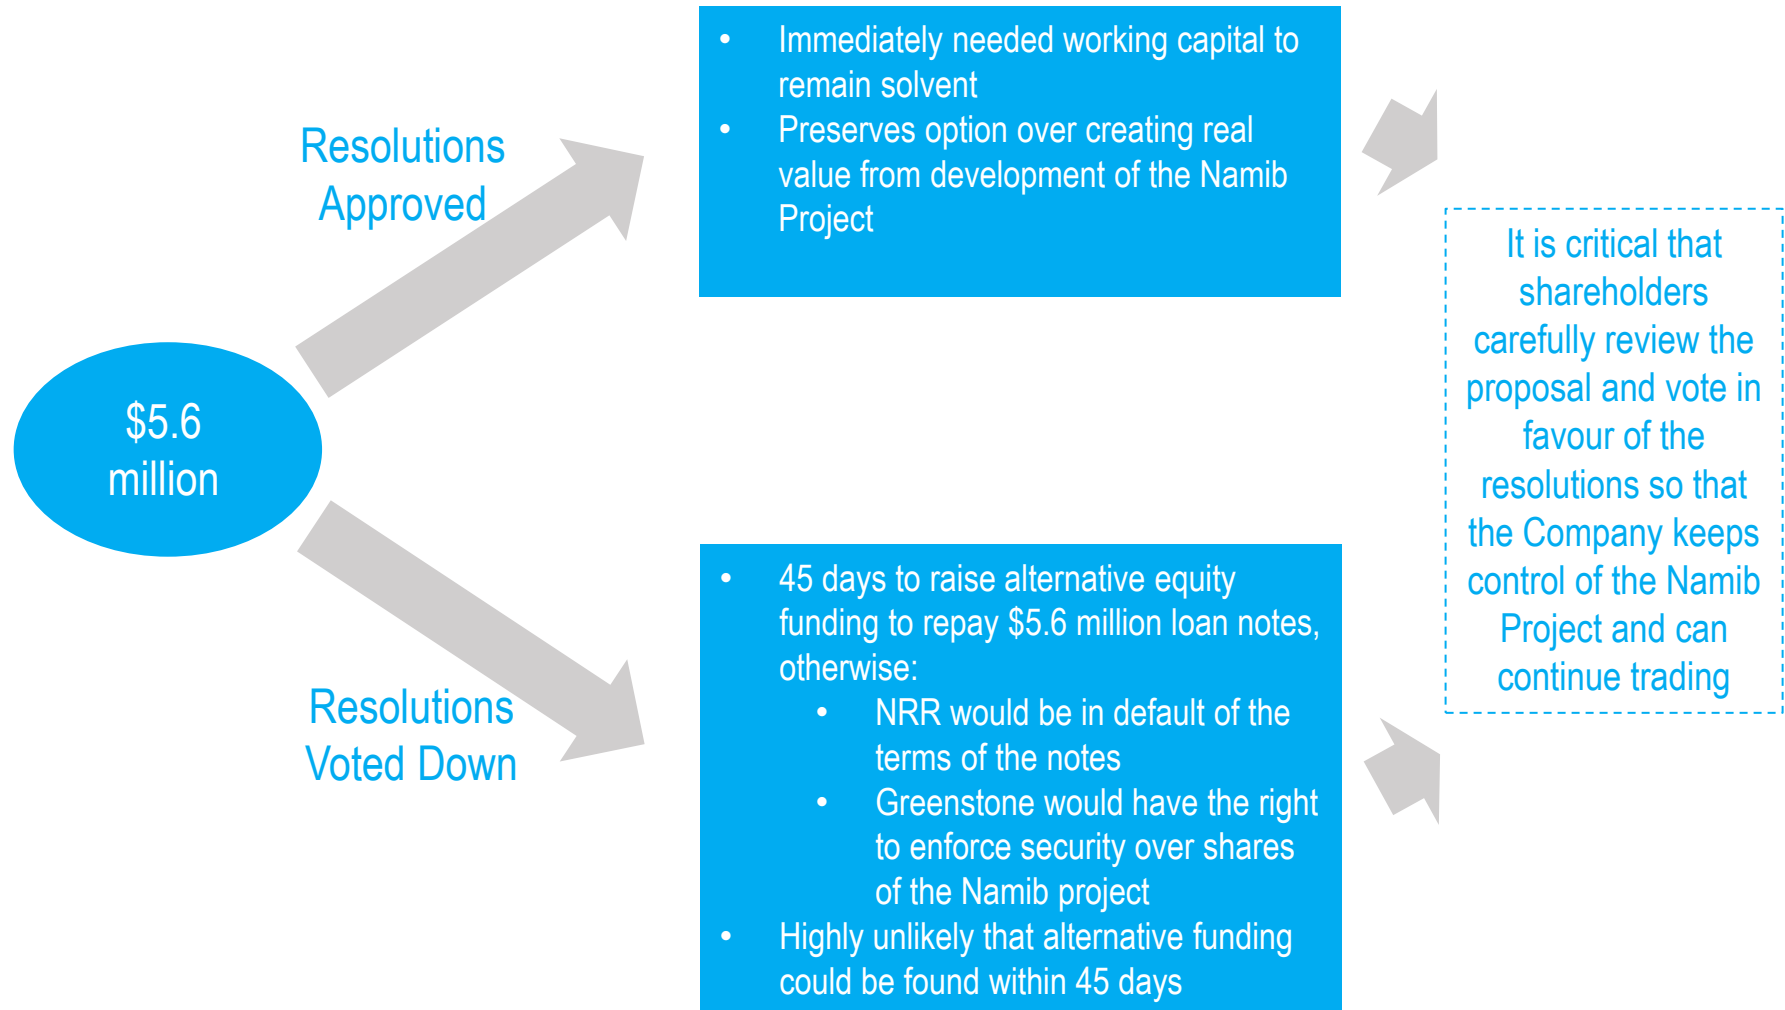 $5.6
million
Resolutions
Approved
• Immediately needed working capital to
remain solvent
• Preserves option over creating real
value from development of the Namib
Project
Resolutions
Voted Down
• 45 days to raise alternative equity
funding to repay $5.6 million loan notes,
otherwise:
• NRR would be in default of the
terms of the notes
• Greenstone would have the right
to enforce security over shares
of the Namib project
• Highly unlikely that alternative funding
could be found within 45 days
It is critical that
shareholders
carefully review the
proposal and vote in
favour of the
resolutions so that
the Company keeps
control of the Namib
Project and can
continue trading